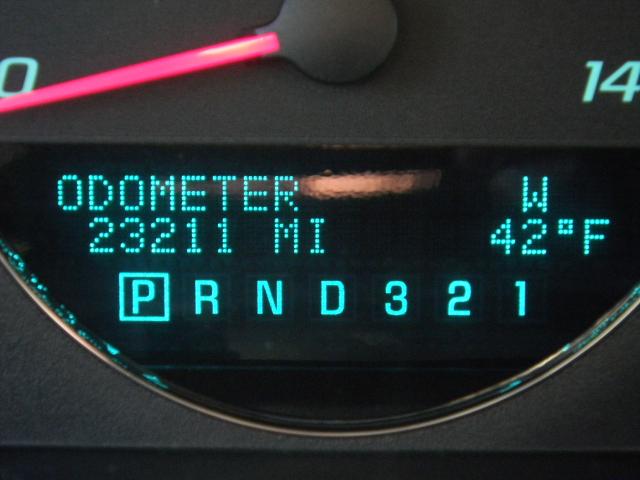 0 14
ODOMETER W
23211 MI 42°F
P R N D 3 2 1